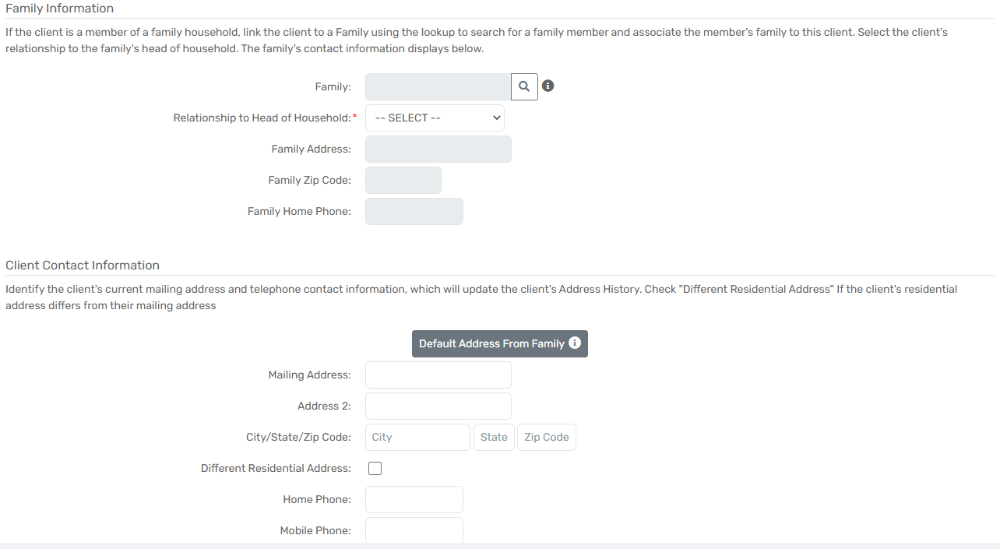 Family Information
If the client is a member of a family household, link the client to a Family using the lookup to search for a family member and associate the member's family to this client. Select the client's
relationship to the family's head of household. The family's contact information displays below.
Family:
Relationship to Head of Household:* -- SELECT --
Family Address:
Family Zip Code:
Family Home Phone:
Client Contact Information
Identify the client's current mailing address and telephone contact information, which will update the client's Address History. Check "Different Residential Address" If the client's residential
address differs from their mailing address
Default Address From Family
Mailing Address:
Address 2:
City/State/Zip Code: City State Zip Code
Different Residential Address:
Home Phone:
Mobile Phone: